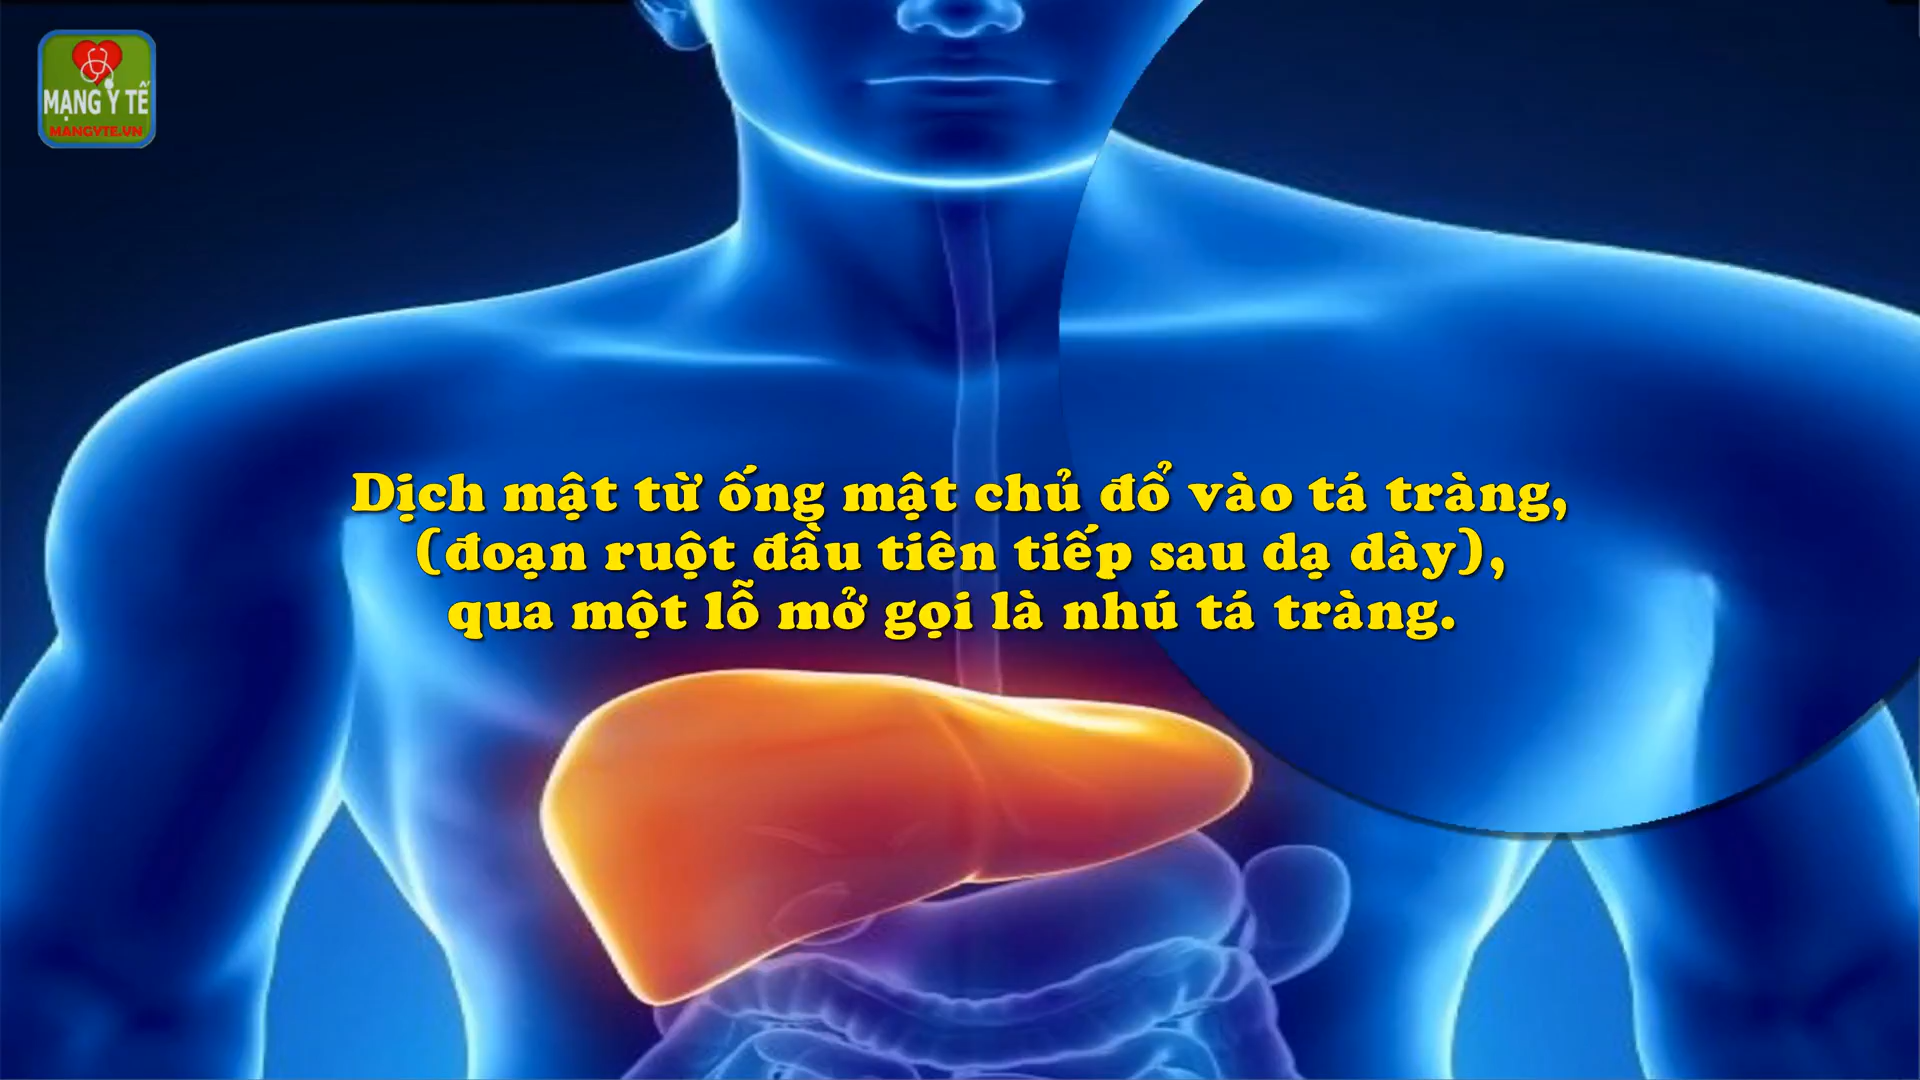 MẠNG Y TẾ
MANGYTE.VN
Dịch mật từ ống mật chủ đổ vào tá tràng,
(đoạn ruột đầu tiên tiếp sau dạ dày),
qua một lỗ mở gọi là nhú tá tràng.